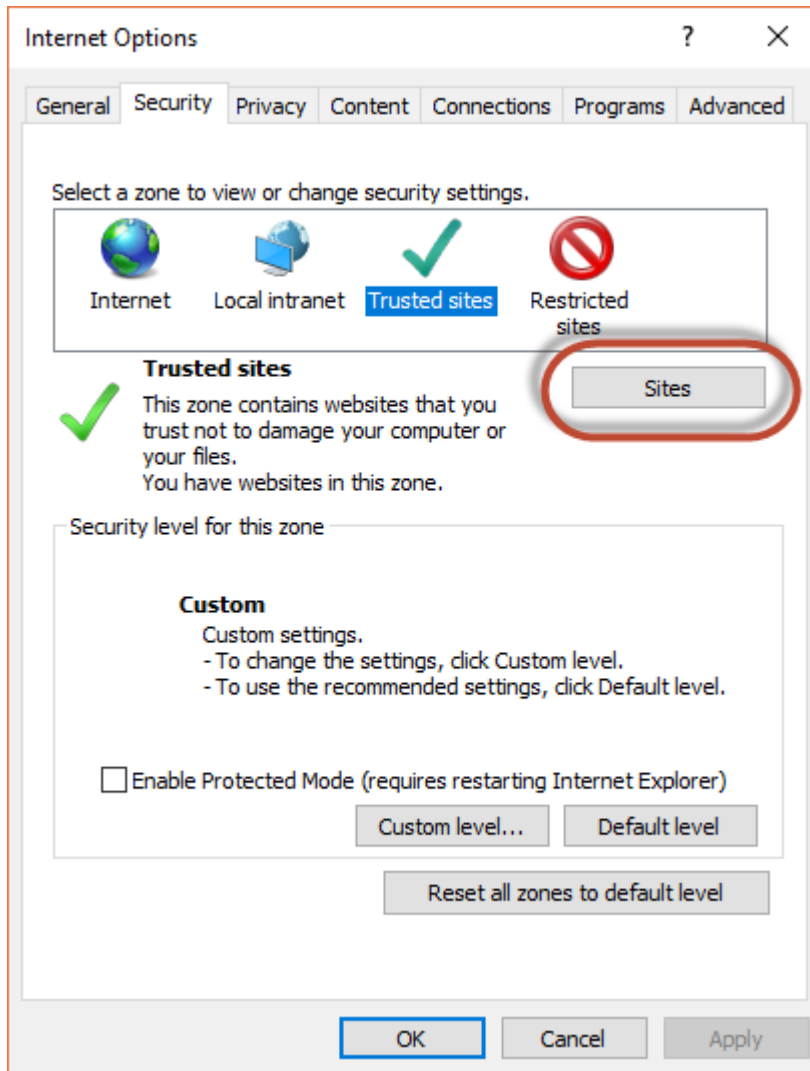 Internet Options ?
General Security Privacy Content Connections Programs Advanced
Select a zone to view or change security settings.
Internet Local intranet Trusted sites Restricted
sites
Trusted sites
Sites
This zone contains websites that you
trust not to damage your computer or
your files.
You have websites in this zone.
Security level for this zone
Custom
Custom settings.
- To change the settings, click Custom level.
- To use the recommended settings, click Default level.
Enable Protected Mode (requires restarting Internet Explorer)
Custom level... Default level
Reset all zones to default level
OK Cancel Apply